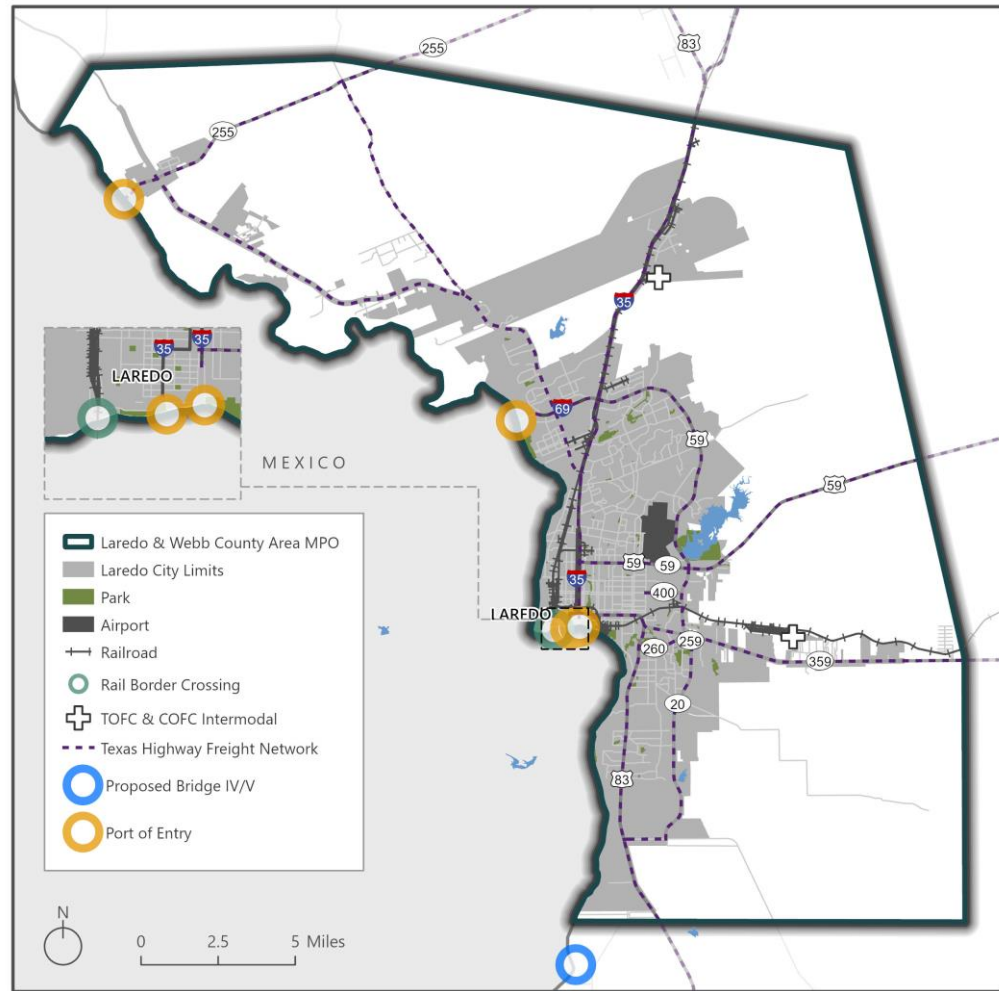 83
255
255
35
35
35
LAREDO
69
59
MEXICO
59
Laredo & Webb County Area MPO
Laredo City Limits
Park
Airport
Railroad
Rail Border Crossing
TOFC & COFC Intermodal
Texas Highway Freight Network
Proposed Bridge IV/V
Port of Entry
59
59
35
400
LAREDO
260
259
359
20
83
N
0 2.5 5 Miles